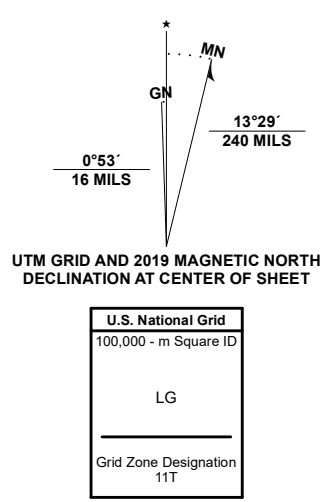 ★
MN
GN
13°29´
240 MILS
0°53´
16 MILS
UTM GRID AND 2019 MAGNETIC NORTH
DECLINATION AT CENTER OF SHEET
U.S. National Grid
100,000 - m Square ID
LG
Grid Zone Designation
11T